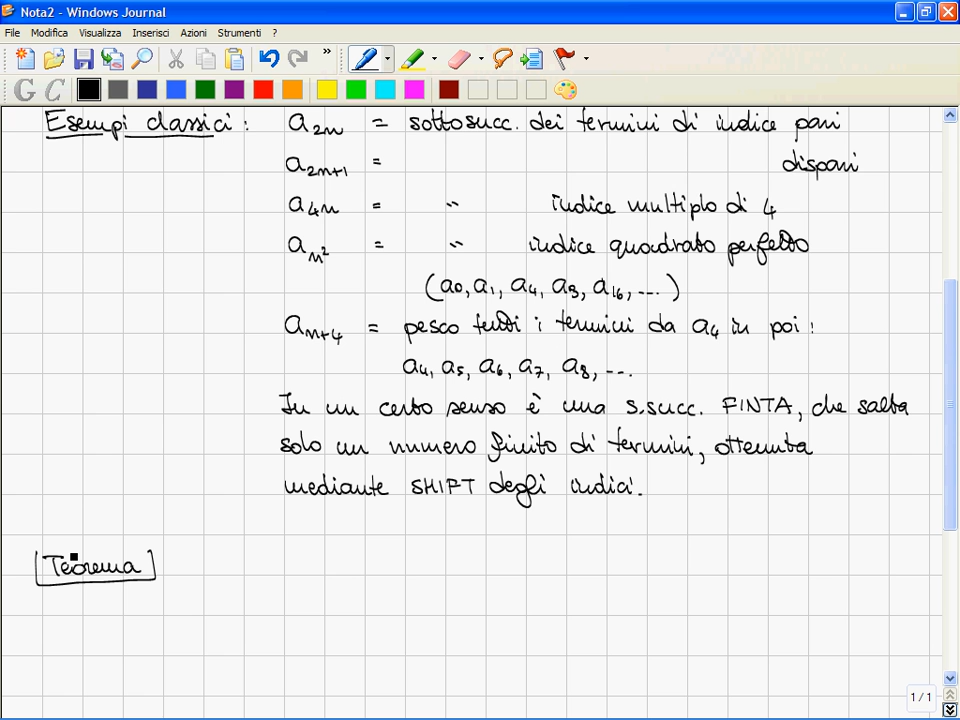 Nota2 - Windows Journal
File Modifica Visualizza Inserisci Azioni Strumenti ?
G C
Esempi classici: a2n = sottosucc. dei termini di indice pari
a2n+1 = dispari
a4n = " indice multiplo di 4
an² = " indice quadrato perfetto
(a0, a1, a4, a9, a16, ....)
an+4 = pesco tutti i termini da a4 in poi:
a4, a5, a6, a7, a8, ....
In un certo senso è una s.succ. FINTA, che salta
solo un numero finito di termini, ottenuta
mediante SHIFT degli indici.
Teorema
1 / 1